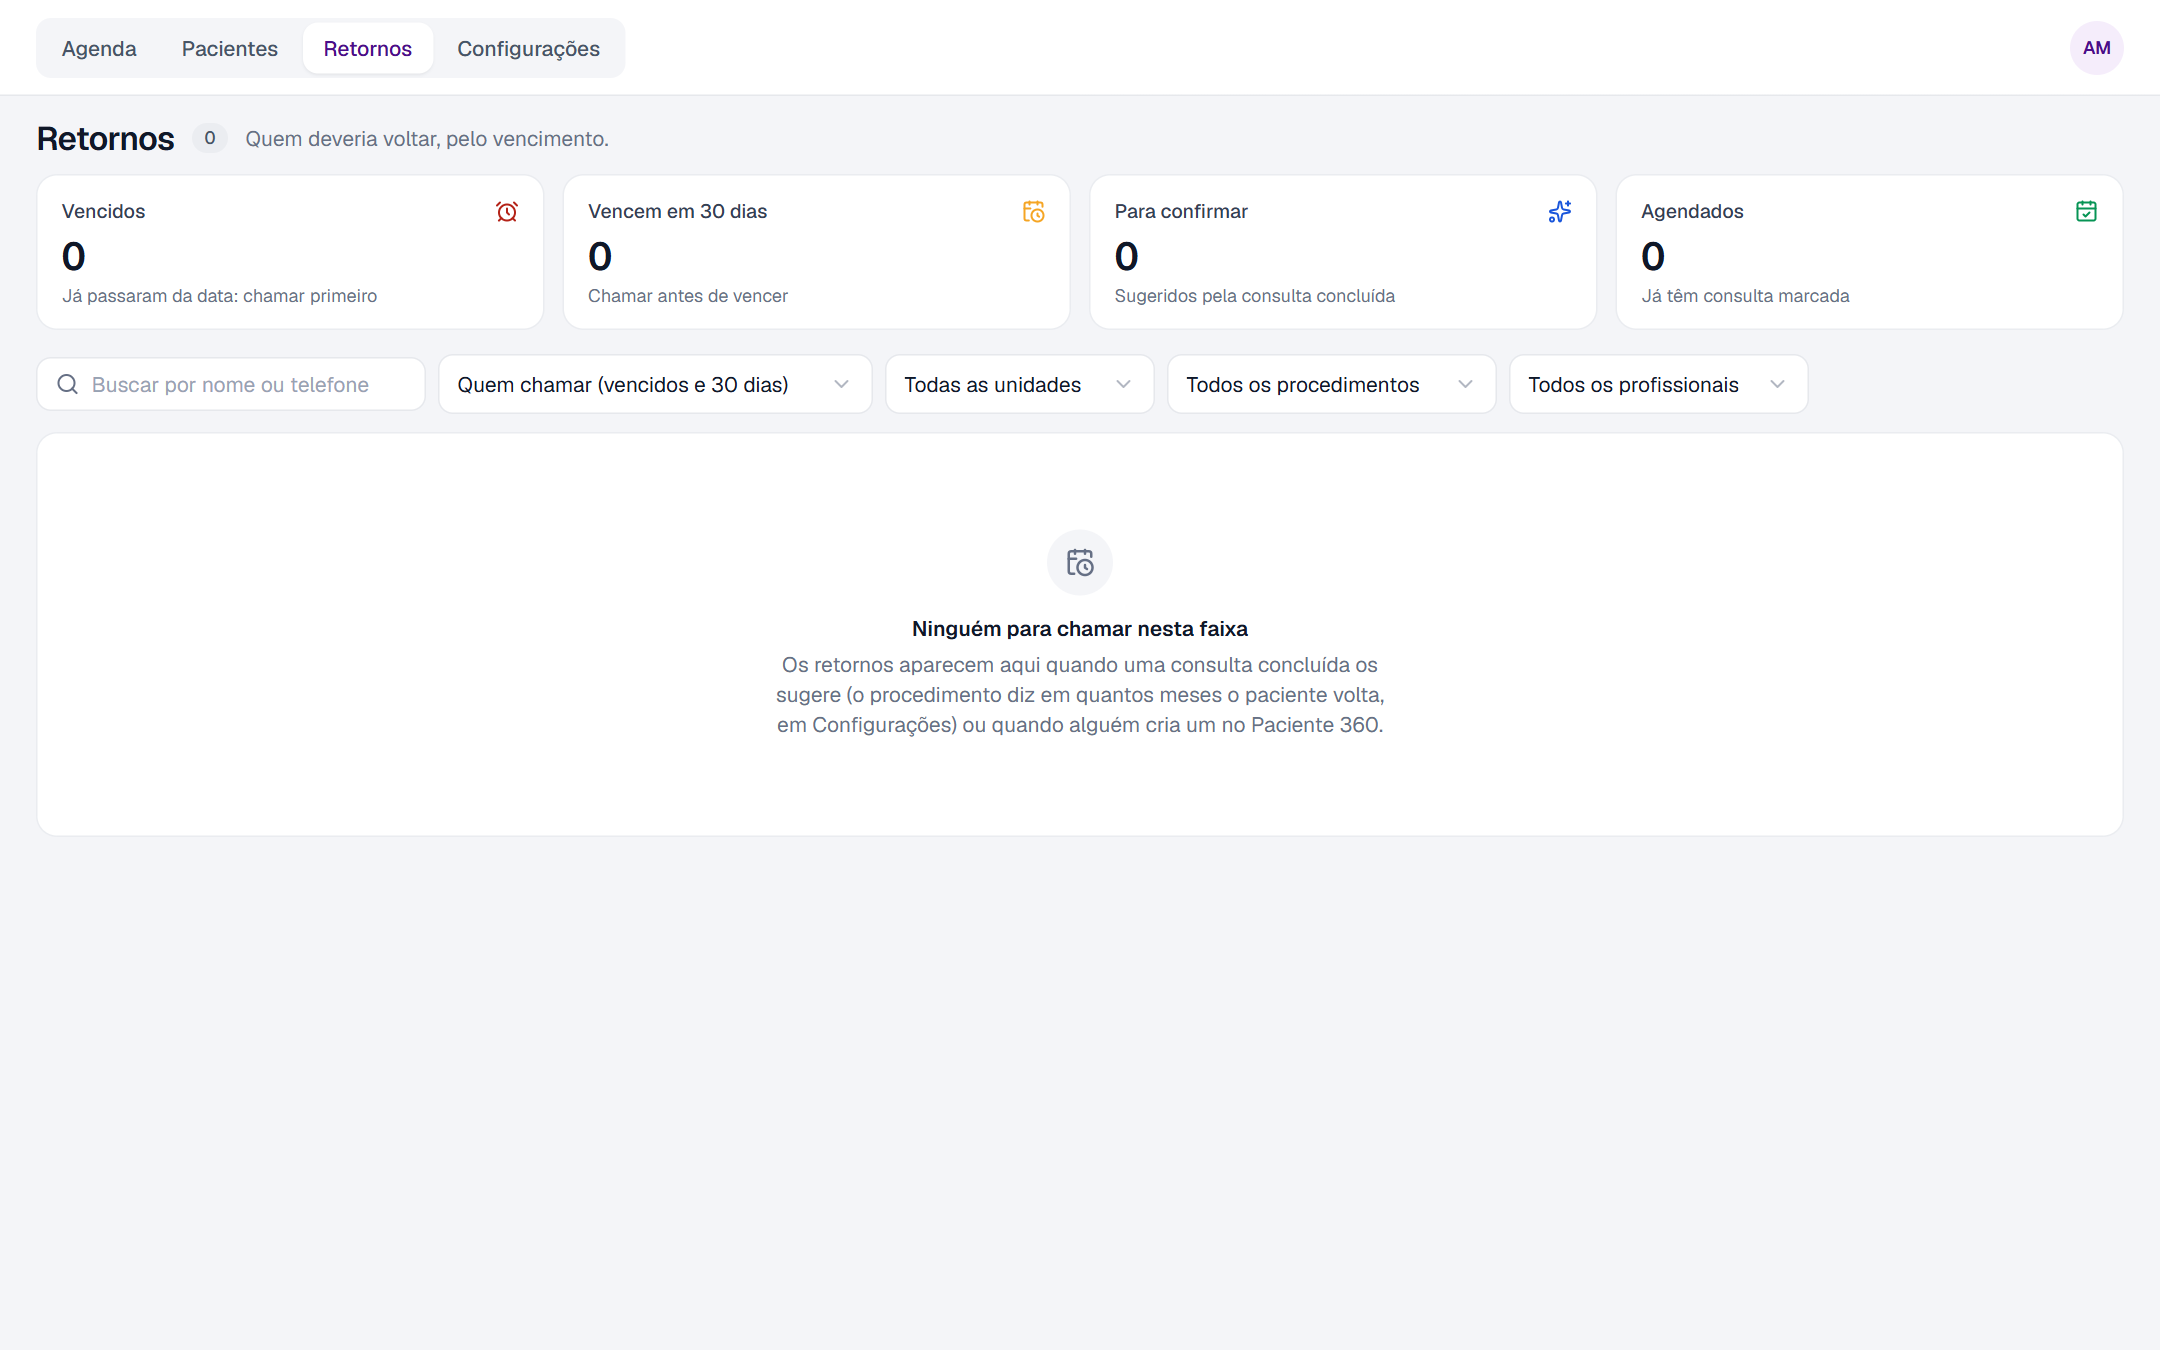 Agenda
Pacientes
Retornos
Configurações
AM
Retornos 0 Quem deveria voltar, pelo vencimento.
Vencidos
0
Já passaram da data: chamar primeiro
Vencem em 30 dias
0
Chamar antes de vencer
Para confirmar
0
Sugeridos pela consulta concluída
Agendados
0
Já têm consulta marcada
Buscar por nome ou telefone
Quem chamar (vencidos e 30 dias)
Todas as unidades
Todos os procedimentos
Todos os profissionais
Ninguém para chamar nesta faixa
Os retornos aparecem aqui quando uma consulta concluída os
sugere (o procedimento diz em quantos meses o paciente volta,
em Configurações) ou quando alguém cria um no Paciente 360.